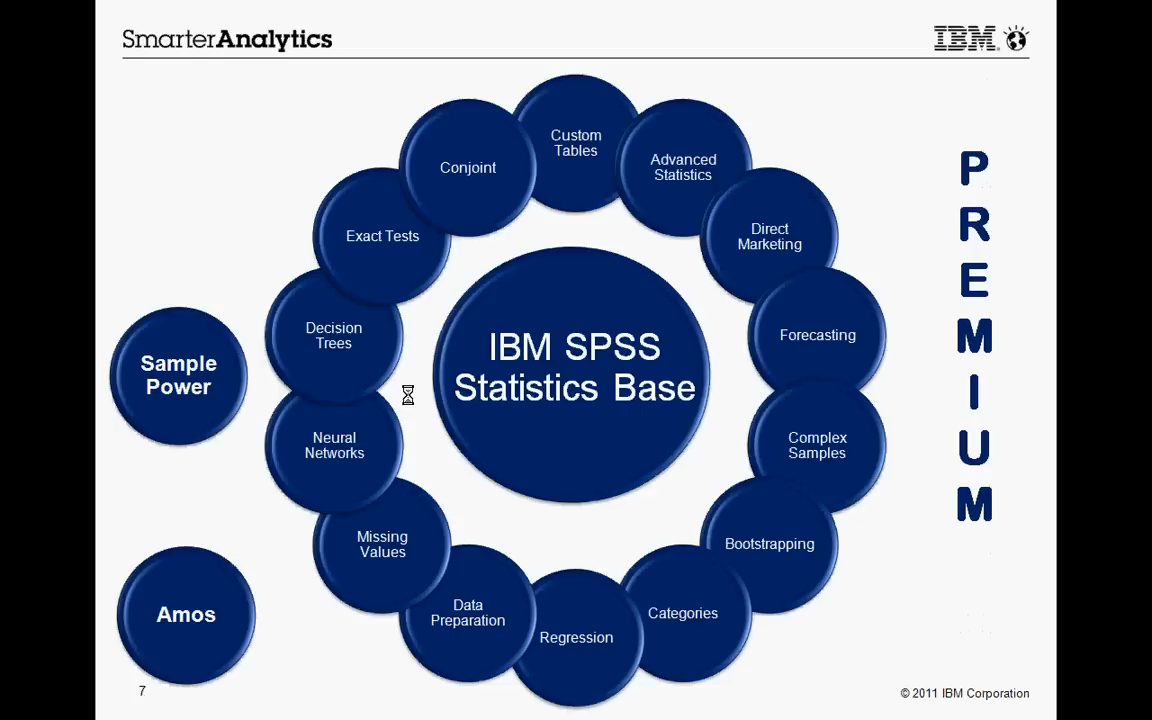 SmarterAnalytics
IBM
Custom
Tables
Advanced
Statistics
Direct
Marketing
Forecasting
Complex
Samples
Bootstrapping
Categories
Regression
Data
Preparation
Missing
Values
Neural
Networks
Decision
Trees
Exact Tests
Conjoint
IBM SPSS
Statistics Base
Sample
Power
Amos
P
R
E
M
I
U
M
7
© 2011 IBM Corporation